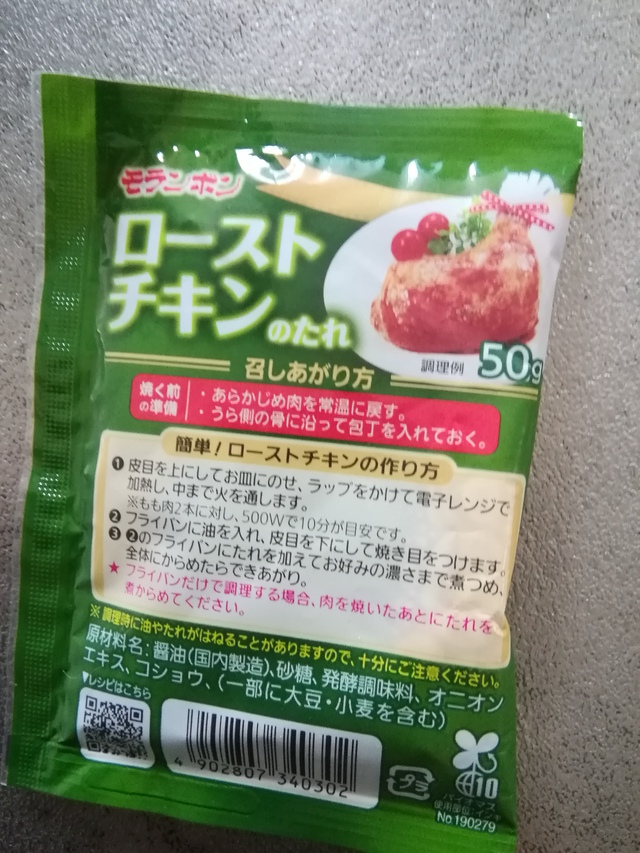 モランボン
ロースト
チキンのたれ
調理例 50g
召しあがり方
焼く前
の準備
・あらかじめ肉を常温に戻す。
・うら側の骨に沿って包丁を入れておく。
簡単!ローストチキンの作り方
❶ 皮目を上にしてお皿にのせ、ラップをかけて電子レンジで
加熱し、中まで火を通します。
※もも肉2本に対し、500Wで10分が目安です。
❷ フライパンに油を入れ、皮目を下にして焼き目をつけます。
❸ ❷のフライパンにたれを加えてお好みの濃さまで煮つめ、
全体にからめたらできあがり。
★ フライパンだけで調理する場合、肉を焼いたあとにたれを
煮からめてください。
※調理時に油やたれがはねることがありますので、十分にご注意ください。
原材料名:醤油(国内製造)、砂糖、発酵調味料、オニオン
エキス、コショウ、(一部に大豆・小麦を含む)
▼レシピはこちら
4 902807 340302
プラ
10
バイオマス
使用部位:インキ
No.190279